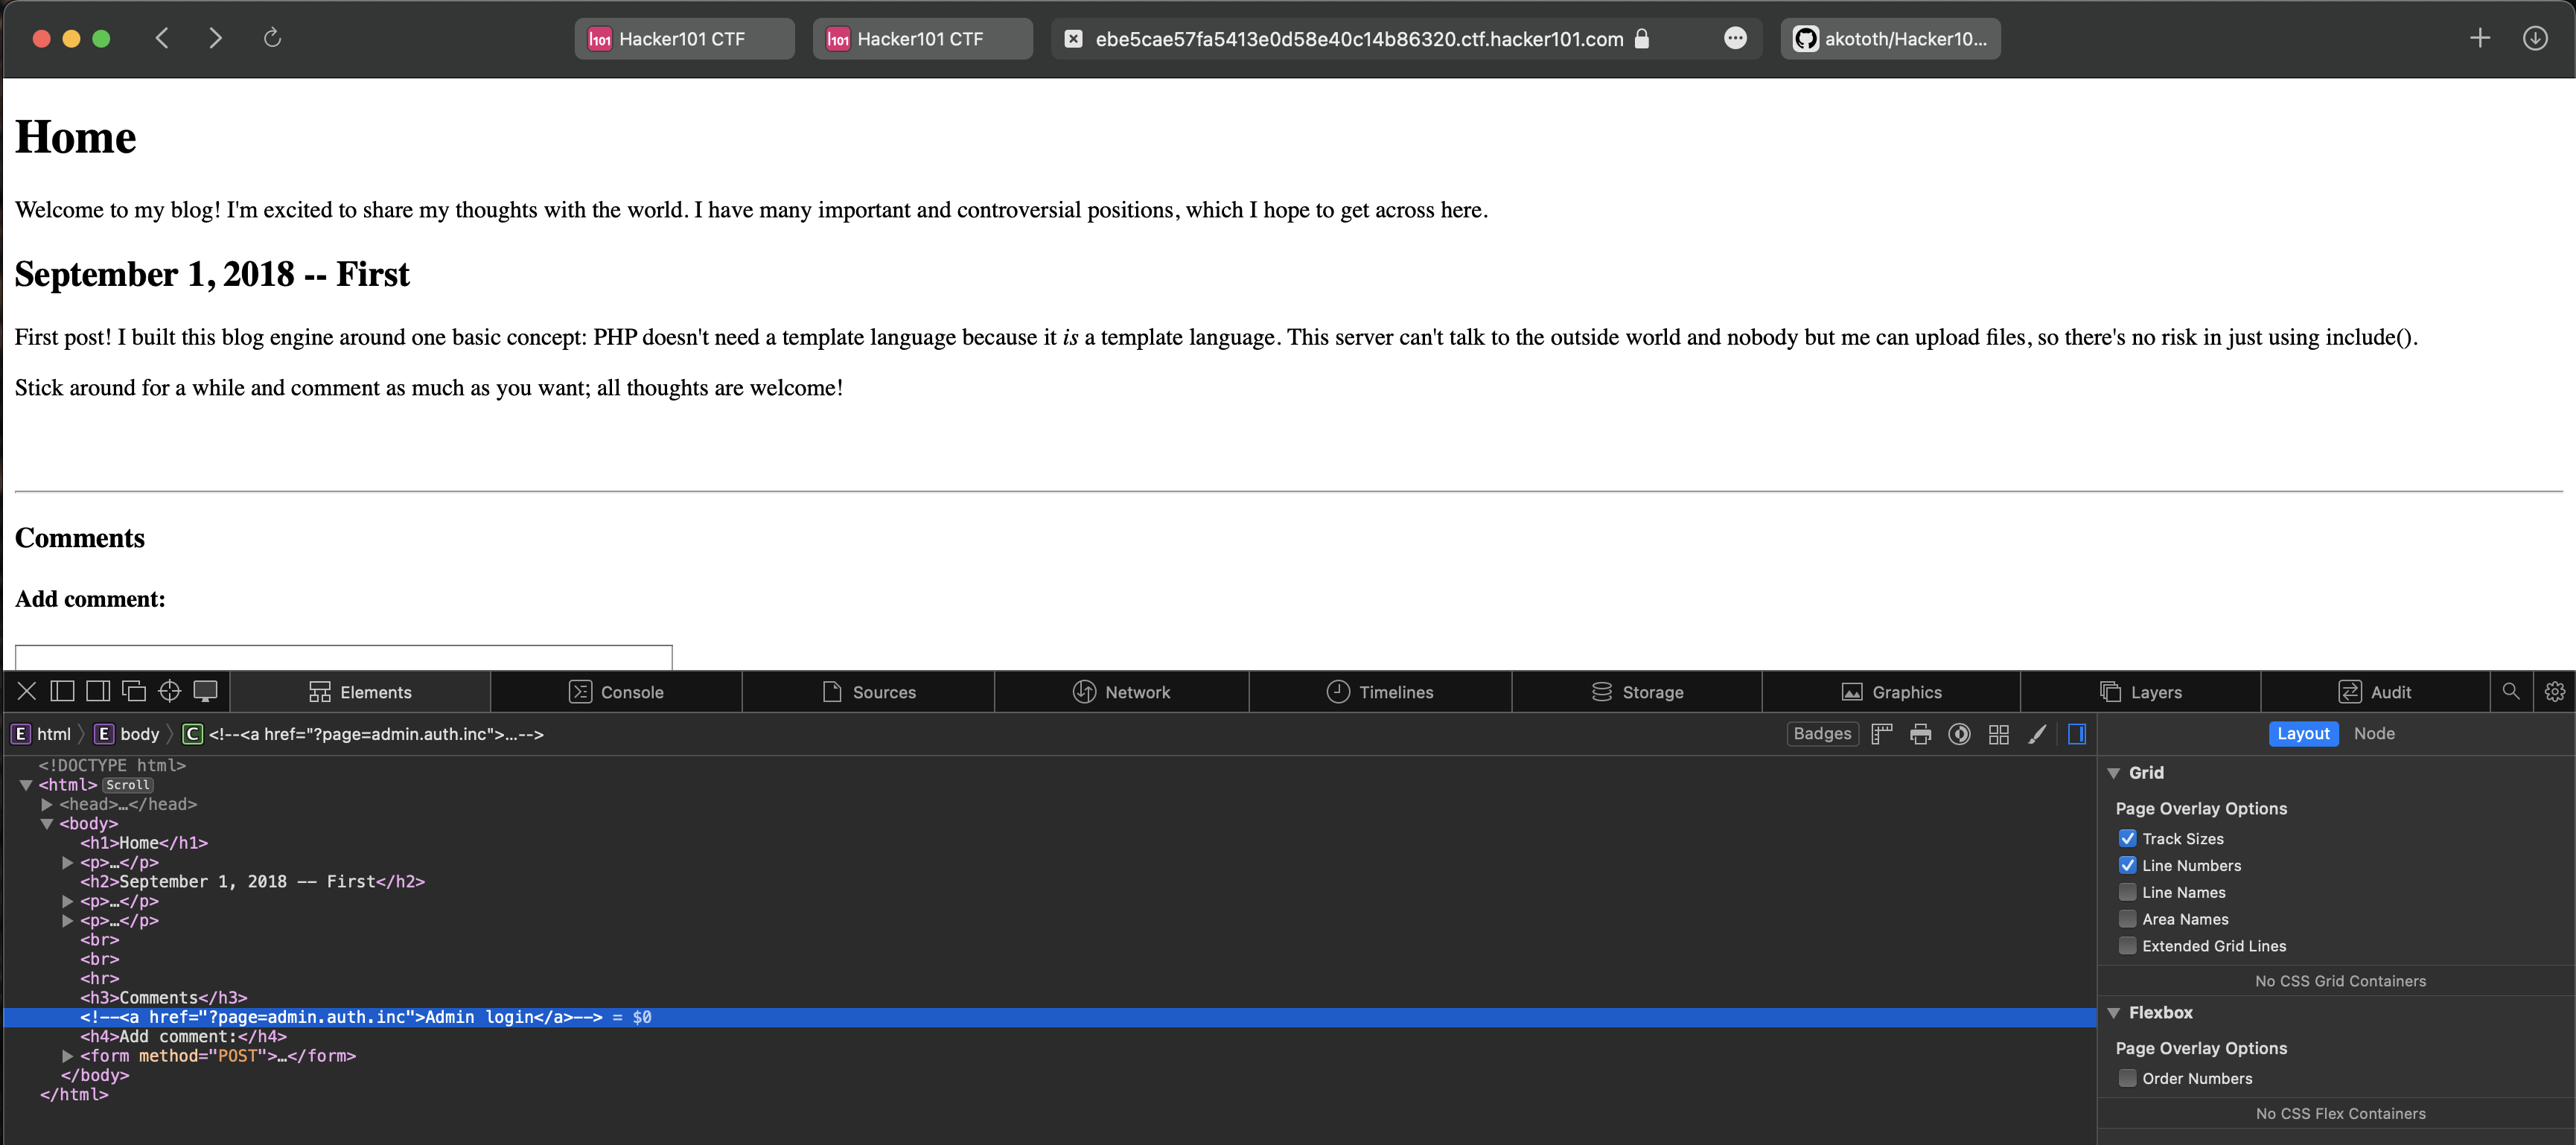 Hacker101 CTF
Hacker101 CTF
ebe5cae57fa5413e0d58e40c14b86320.ctf.hacker101.com
akototh/Hacker10...
Home
Welcome to my blog! I'm excited to share my thoughts with the world. I have many important and controversial positions, which I hope to get across here.
September 1, 2018 -- First
First post! I built this blog engine around one basic concept: PHP doesn't need a template language because it is a template language. This server can't talk to the outside world and nobody but me can upload files, so there's no risk in just using include().
Stick around for a while and comment as much as you want; all thoughts are welcome!
Comments
Add comment:
Elements
Console
Sources
Network
Timelines
Storage
Graphics
Layers
Audit
E html
E body
C <!--<a href="?page=admin.auth.inc">…-->
Badges
Layout
Node
<!DOCTYPE html>
<html> Scroll
<head>…</head>
<body>
<h1>Home</h1>
<p>…</p>
<h2>September 1, 2018 -- First</h2>
<p>…</p>
<p>…</p>
<br>
<br>
<hr>
<h3>Comments</h3>
<!--<a href="?page=admin.auth.inc">Admin login</a>--> = $0
<h4>Add comment:</h4>
<form method="POST">…</form>
</body>
</html>
Grid
Page Overlay Options
Track Sizes
Line Numbers
Line Names
Area Names
Extended Grid Lines
No CSS Grid Containers
Flexbox
Page Overlay Options
Order Numbers
No CSS Flex Containers